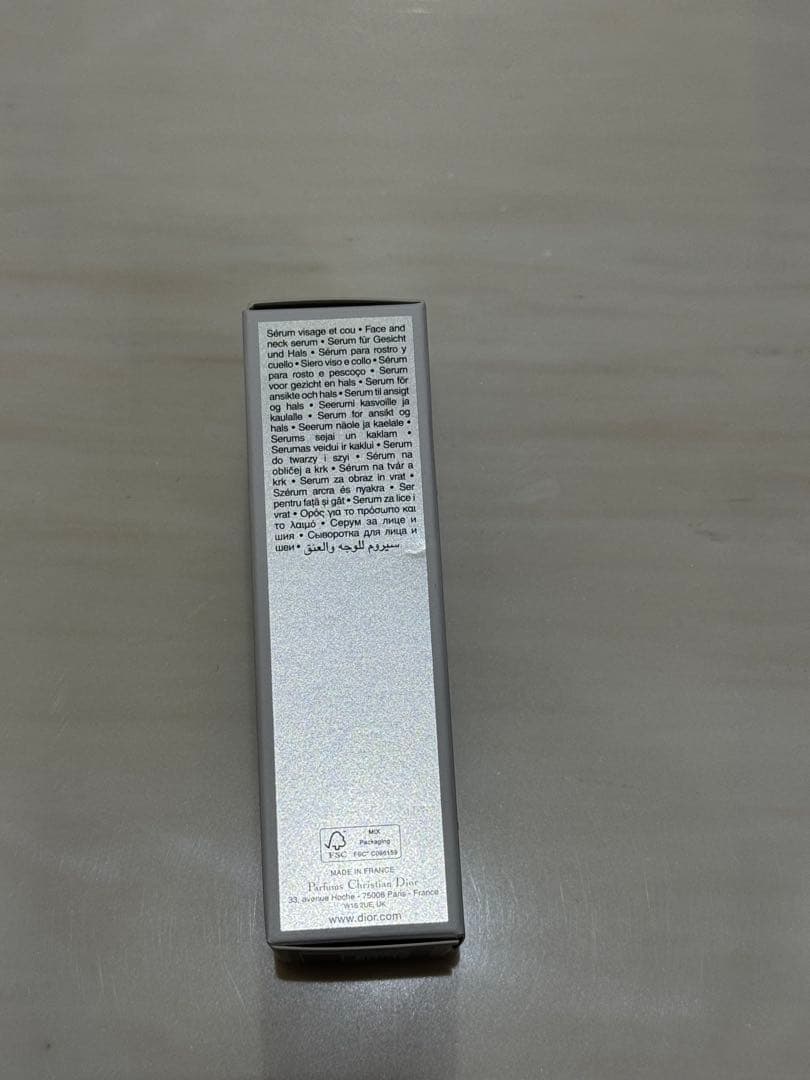 Sérum visage et cou • Face and
neck serum • Serum für Gesicht
und Hals • Sérum para rostro y
cuello • Siero viso e collo • Sérum
para rosto e pescoço • Serum
voor gezicht en hals • Serum för
ansikte och hals • Serum til ansigt
og hals • Seerumi kasvoille ja
kaulalle • Serum for ansikt og
hals • Seerum näole ja kaelale •
Serums sejai un kaklam •
Serumas veidui ir kaklui • Serum
do twarzy i szyi • Sérum na
obličej a krk • Sérum na tvár a
krk • Serum za obraz in vrat •
Szérum arcra és nyakra • Ser
pentru față și gât • Serum za lice i
vrat • Ορός για το πρόσωπο και
το λαιμό • Серум за лице и
шия • Сыворотка для лица и
шеи • سيروم للوجه والعنق
MIX
Packaging
FSC
FSC® C095159
MADE IN FRANCE
Parfums Christian Dior
33, avenue Hoche - 75008 Paris - France
W1S 2UE, UK
www.dior.com